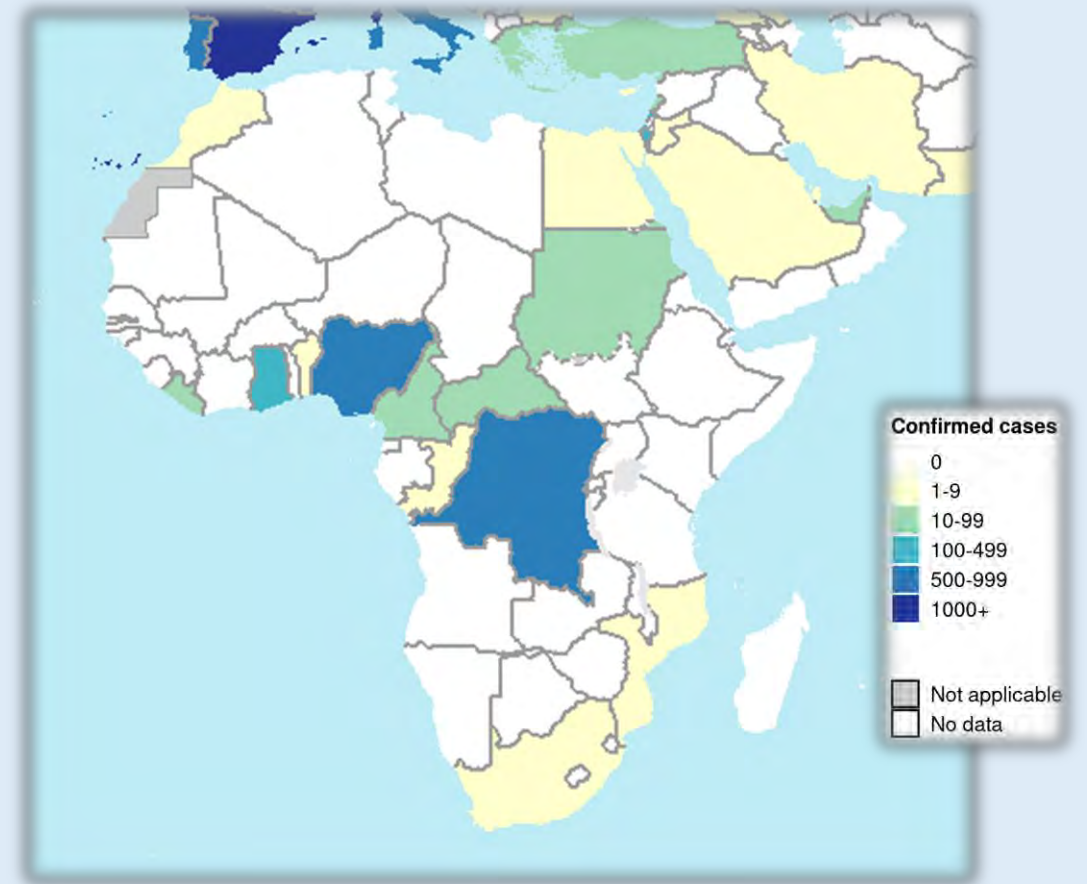 Confirmed cases
0
1-9
10-99
100-499
500-999
1000+
Not applicable
No data